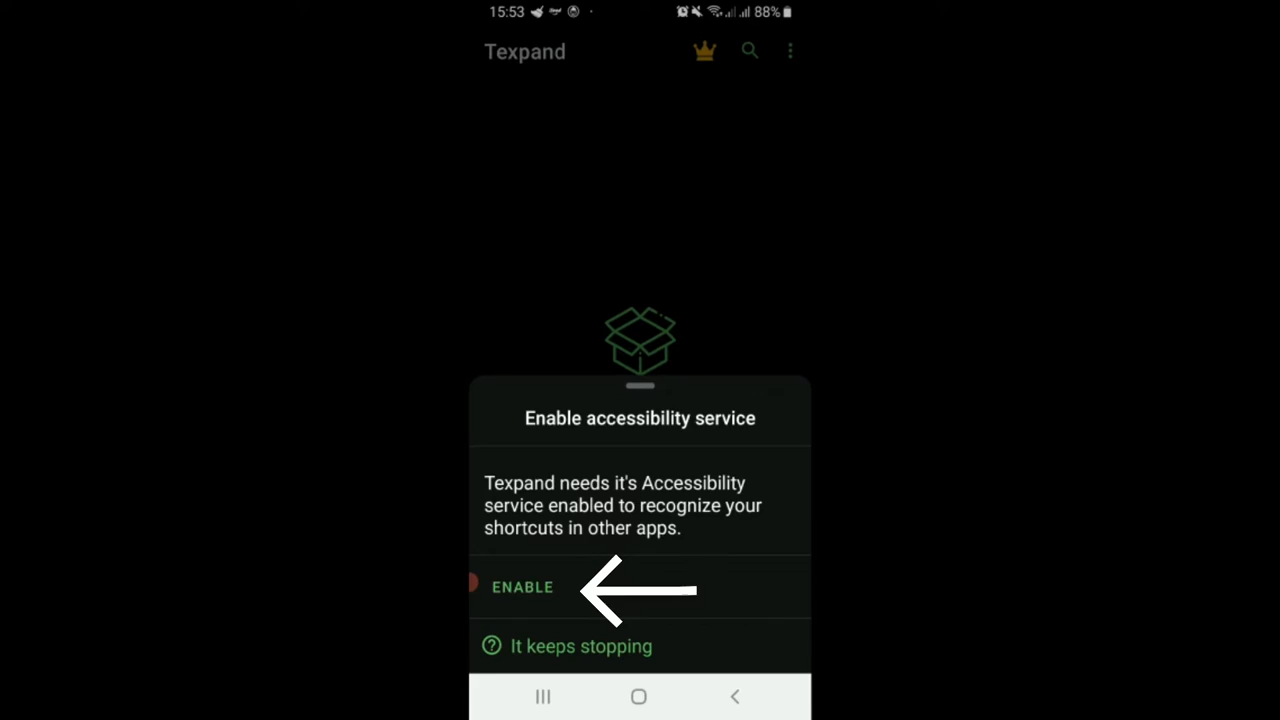 15:53
88%
Texpand
Enable accessibility service
Texpand needs it's Accessibility
service enabled to recognize your
shortcuts in other apps.
ENABLE
It keeps stopping